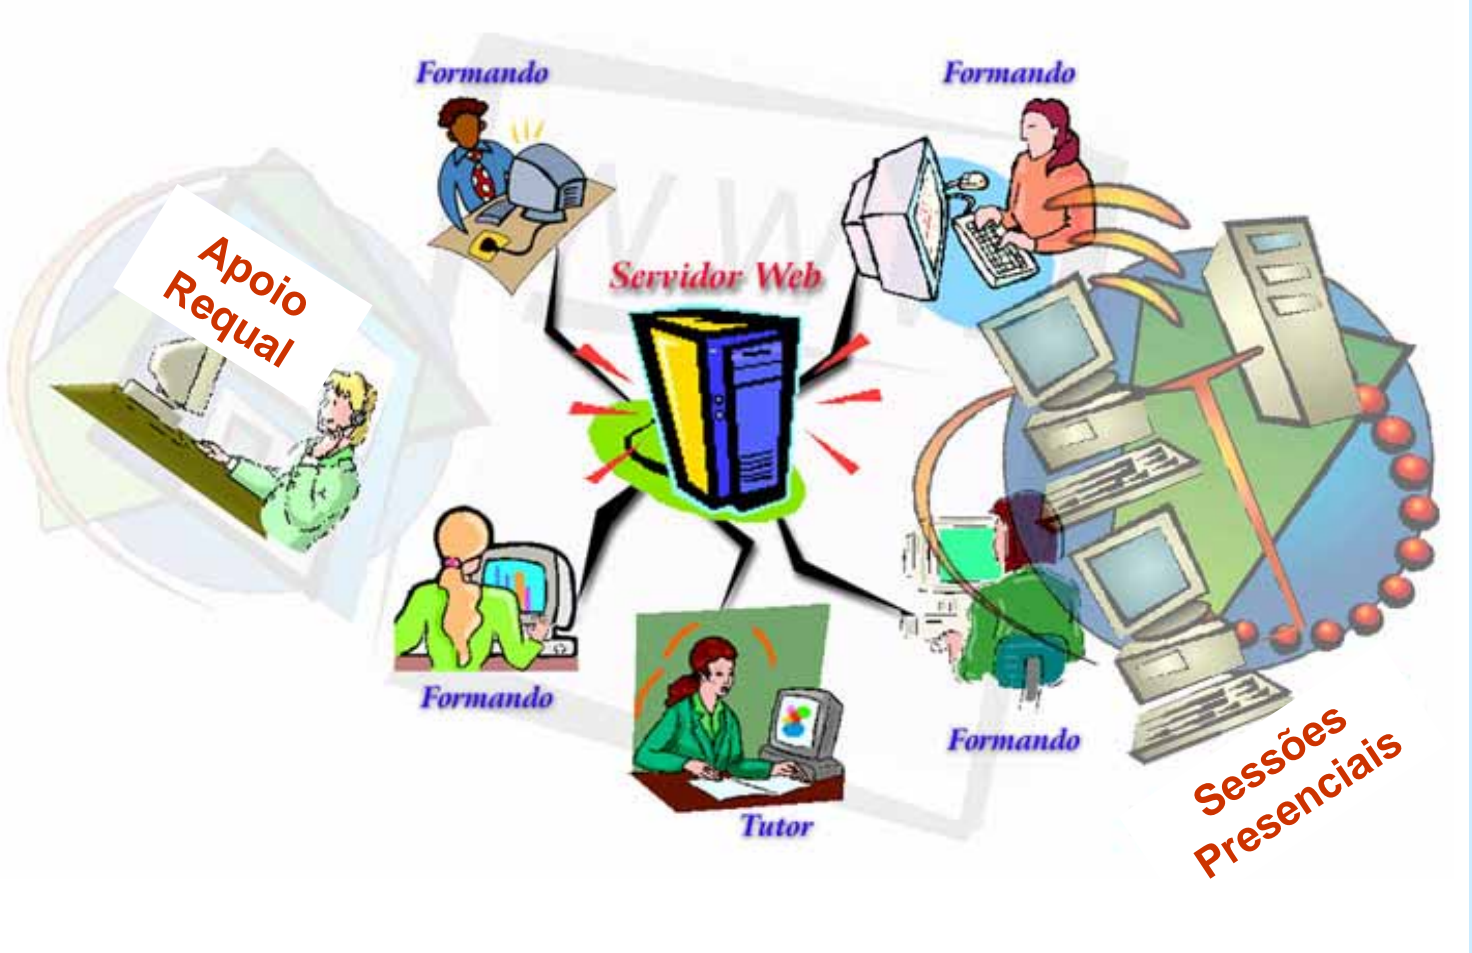 Formando
Formando
Apoio
Requal
Servidor Web
Formando
Formando
Tutor
Sessões
Presenciais